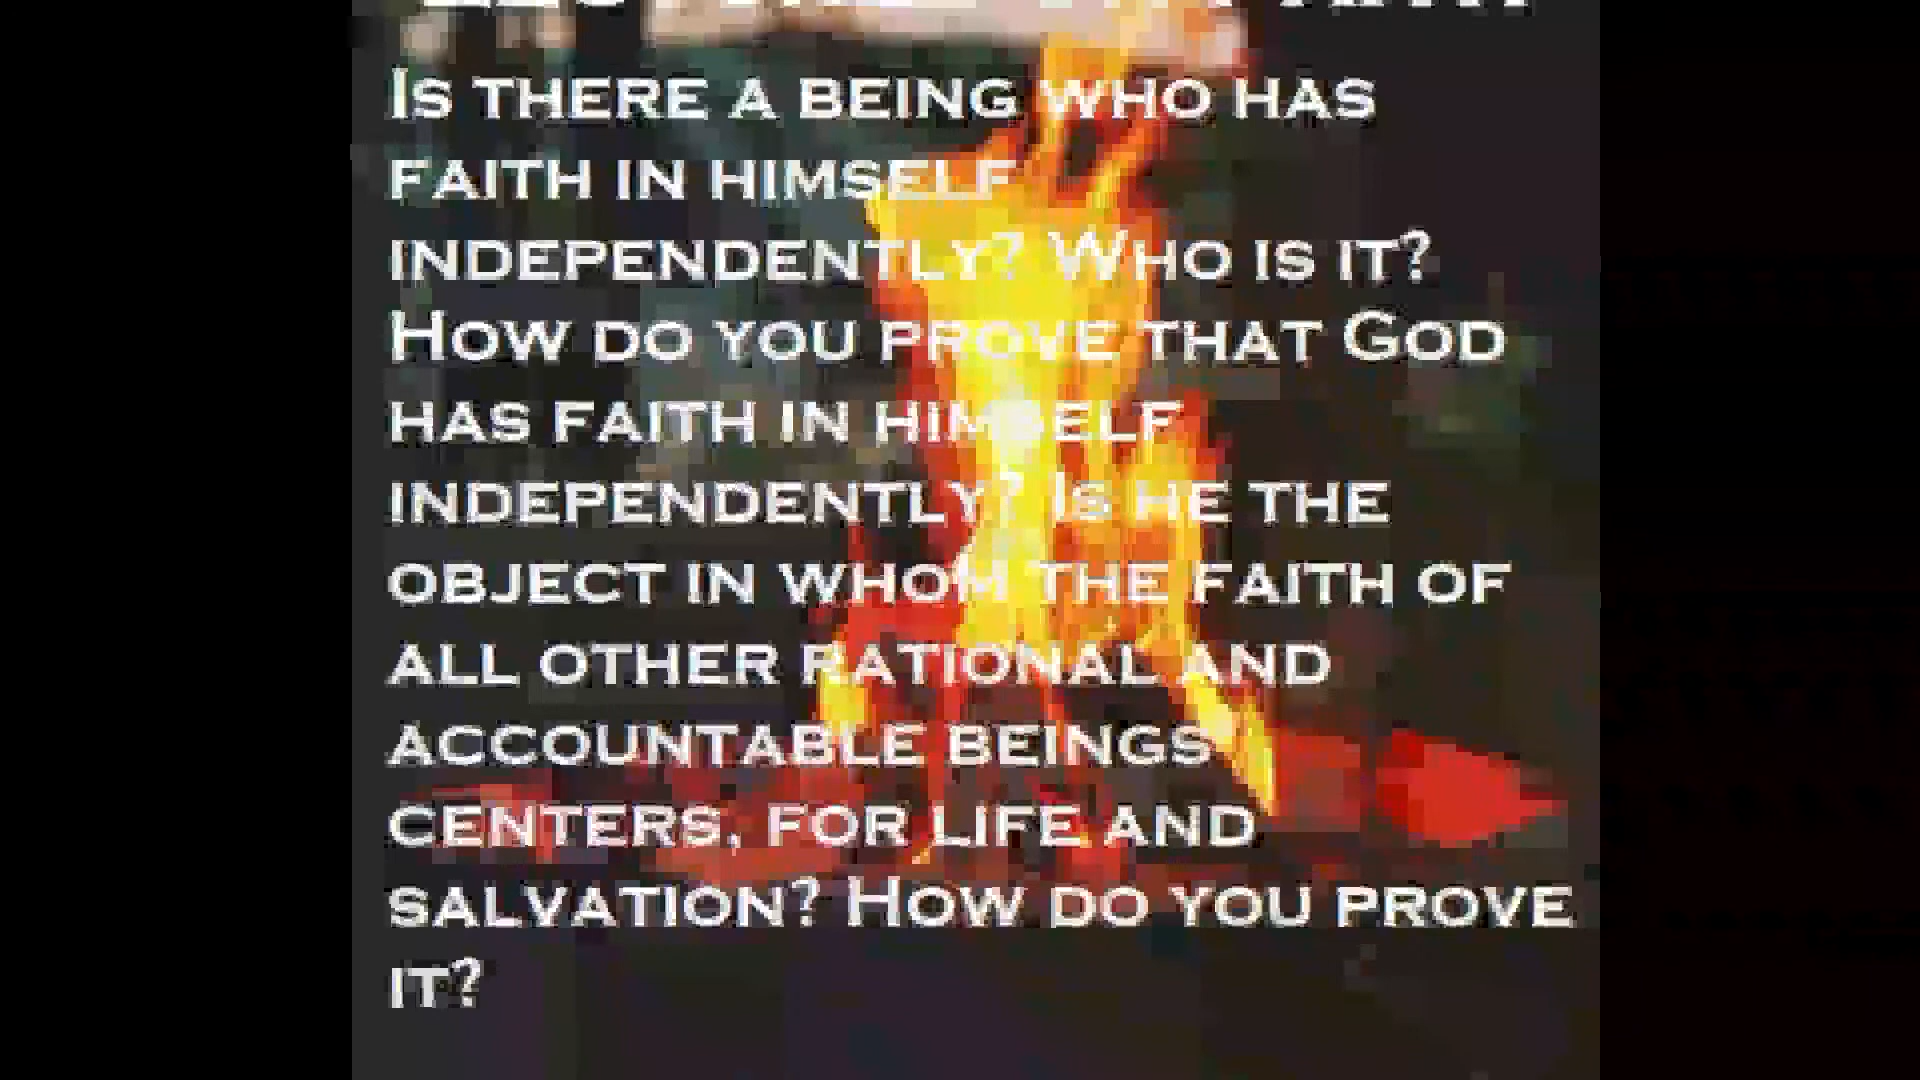 Is there a being who has
faith in himself
independently? Who is it?
How do you prove that God
has faith in himself
independently? Is he the
object in whom the faith of
all other rational and
accountable beings
centers, for life and
salvation? How do you prove
it?